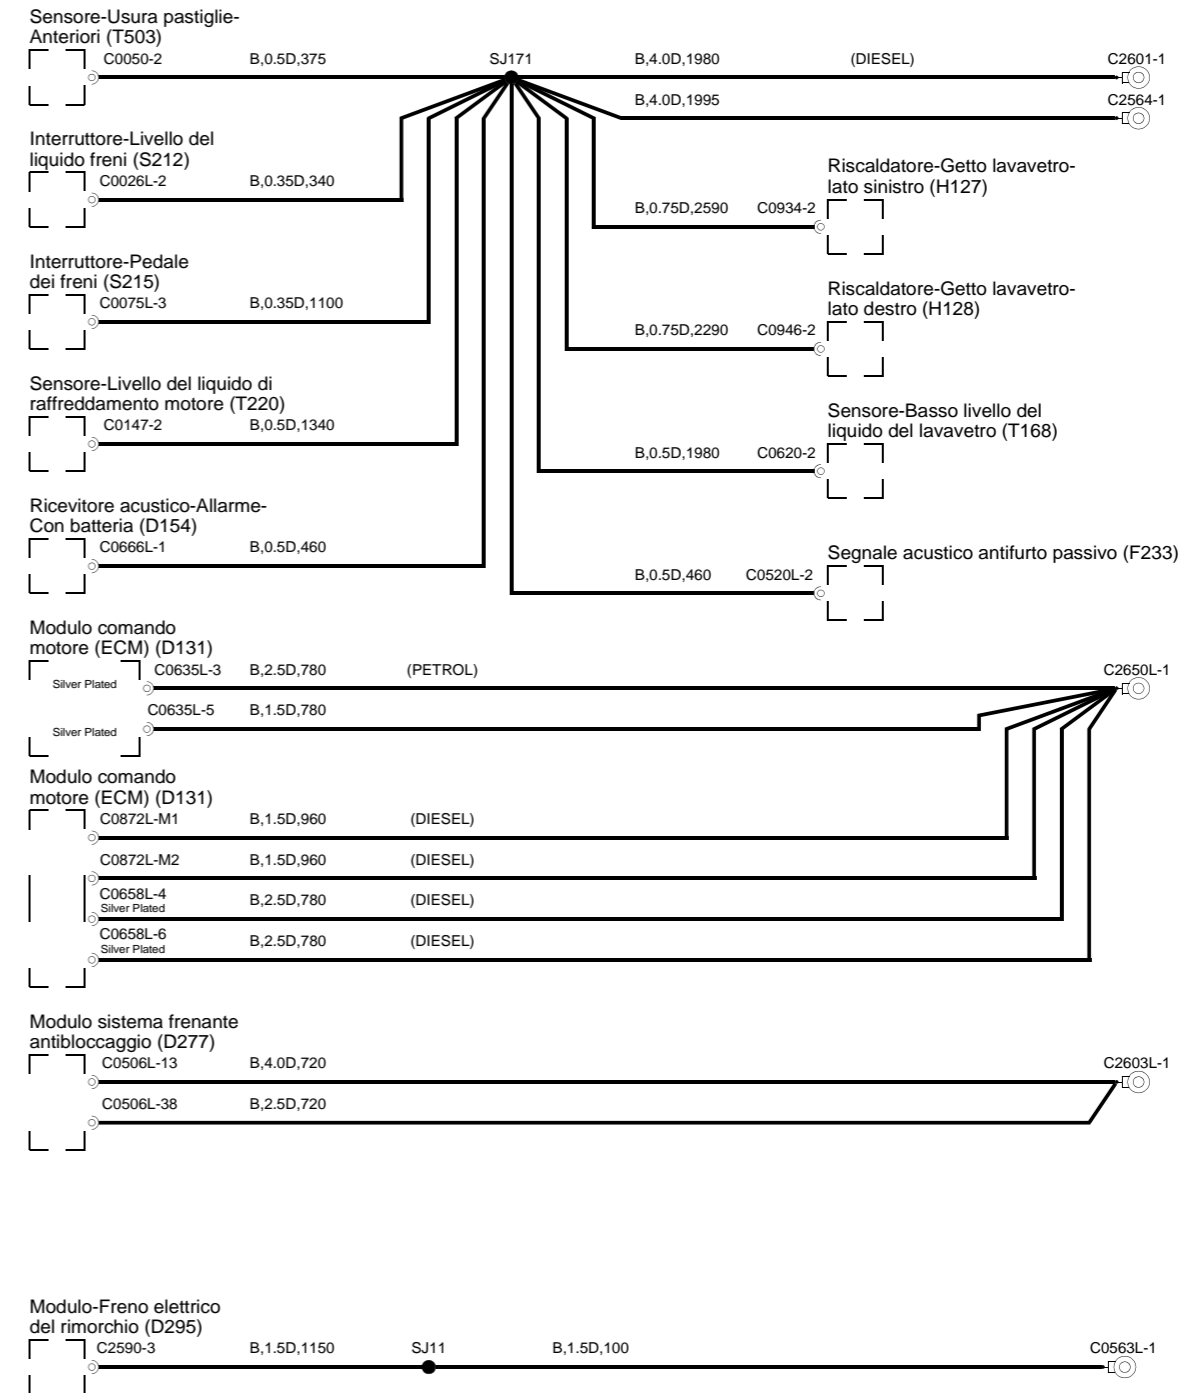 Sensore-Usura pastiglie-
Anteriori (T503)
C0050-2 B,0.5D,375 SJ171 B,4.0D,1980 (DIESEL) C2601-1
B,4.0D,1995 C2564-1
Interruttore-Livello del
liquido freni (S212)
C0026L-2 B,0.35D,340
Riscaldatore-Getto lavavetro-
lato sinistro (H127)
B,0.75D,2590 C0934-2
Interruttore-Pedale
dei freni (S215)
C0075L-3 B,0.35D,1100
Riscaldatore-Getto lavavetro-
lato destro (H128)
B,0.75D,2290 C0946-2
Sensore-Livello del liquido di
raffreddamento motore (T220)
C0147-2 B,0.5D,1340
Sensore-Basso livello del
liquido del lavavetro (T168)
B,0.5D,1980 C0620-2
Ricevitore acustico-Allarme-
Con batteria (D154)
C0666L-1 B,0.5D,460
Segnale acustico antifurto passivo (F233)
B,0.5D,460 C0520L-2
Modulo comando
motore (ECM) (D131)
C0635L-3 B,2.5D,780 (PETROL) C2650L-1
Silver Plated
C0635L-5 B,1.5D,780
Silver Plated
Modulo comando
motore (ECM) (D131)
C0872L-M1 B,1.5D,960 (DIESEL)
C0872L-M2 B,1.5D,960 (DIESEL)
C0658L-4 B,2.5D,780 (DIESEL)
Silver Plated
C0658L-6 B,2.5D,780 (DIESEL)
Silver Plated
Modulo sistema frenante
antibloccaggio (D277)
C0506L-13 B,4.0D,720 C2603L-1
C0506L-38 B,2.5D,720
Modulo-Freno elettrico
del rimorchio (D295)
C2590-3 B,1.5D,1150 SJ11 B,1.5D,100 C0563L-1